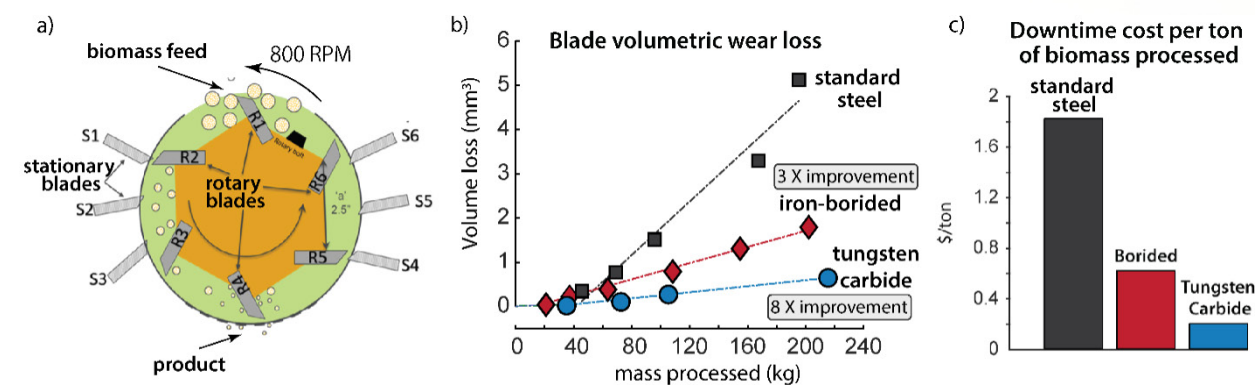 a)
biomass feed
800 RPM
S1
S6
R1
Rotary bolt
R2
R6
stationary
blades
rotary
blades
"a"
2.5"
S2
S5
R3
R5
R4
S3
S4
product
b)
Blade volumetric wear loss
6
5
4
3
2
1
0
Volume loss (mm³)
standard
steel
3 X improvement
iron-borided
tungsten
carbide
8 X improvement
0 40 80 120 160 200 240
mass processed (kg)
c)
Downtime cost per ton
of biomass processed
standard
steel
2
1.6
1.2
0.8
0.4
0
$/ton
Borided
Tungsten
Carbide